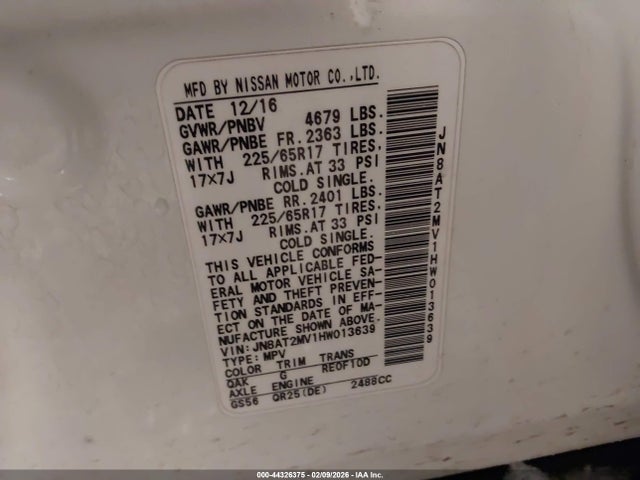 MFD BY NISSAN MOTOR CO.,LTD.
DATE 12/16
GVWR/PNBV 4679 LBS.
GAWR/PNBE FR. 2363 LBS.
WITH 225/65R17 TIRES,
17×7J RIMS.AT 33 PSI
COLD SINGLE.
GAWR/PNBE RR. 2401 LBS.
WITH 225/65R17 TIRES,
17×7J RIMS.AT 33 PSI
COLD SINGLE.
THIS VEHICLE CONFORMS
TO ALL APPLICABLE FED-
ERAL MOTOR VEHICLE SA-
FETY AND THEFT PREVEN-
TION STANDARDS IN EFF-
ECT ON THE DATE OF MA-
NUFACTURE SHOWN ABOVE.
VIN: JN8AT2MV1HW013639
TYPE: MPV
COLOR TRIM TRANS
QAK G RE0F10D
AXLE ENGINE
GS56 QR25(DE) 2488CC
JN8AT2MV1HW013639
000-44326375 - 02/09/2026 - IAA Inc.